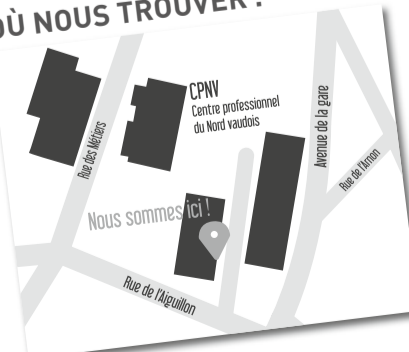 OÙ NOUS TROUVER ?
CPNV
Centre professionnel
du Nord vaudois
Rue des Métiers
Avenue de la gare
Rue de l'Arnon
Nous sommes ici !
Rue de l'Aiguillon